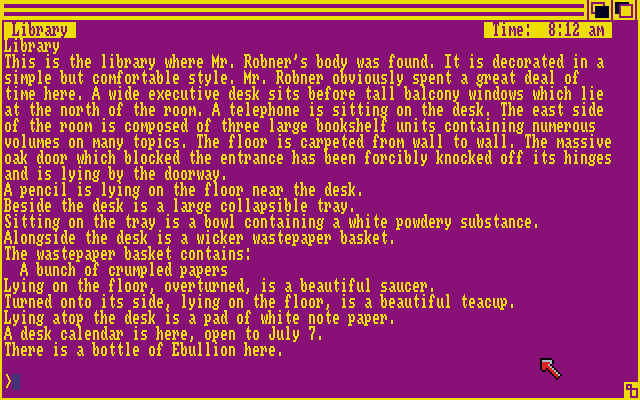 Library Time: 8:12 am
Library
This is the library where Mr. Robner's body was found. It is decorated in a
simple but comfortable style. Mr. Robner obviously spent a great deal of
time here. A wide executive desk sits before tall balcony windows which lie
at the north of the room. A telephone is sitting on the desk. The east side
of the room is composed of three large bookshelf units containing numerous
volumes on many topics. The floor is carpeted from wall to wall. The massive
oak door which blocked the entrance has been forcibly knocked off its hinges
and is lying by the doorway.
A pencil is lying on the floor near the desk.
Beside the desk is a large collapsible tray.
Sitting on the tray is a bowl containing a white powdery substance.
Alongside the desk is a wicker wastepaper basket.
The wastepaper basket contains:
A bunch of crumpled papers
Lying on the floor, overturned, is a beautiful saucer.
Turned onto its side, lying on the floor, is a beautiful teacup.
Lying atop the desk is a pad of white note paper.
A desk calendar is here, open to July 7.
There is a bottle of Ebullion here.
>